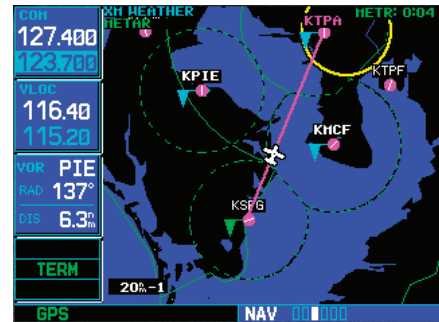 COM
127.400
123.700
VLOC
116.40
115.20
VOR PIE
RAD 137°
DIS 6.3nm
TERM
GPS
XM WEATHER
METAR
METR: 0:04
KTPA
KTPF
KPIE
KMCF
KSPG
20nm-1
NAV